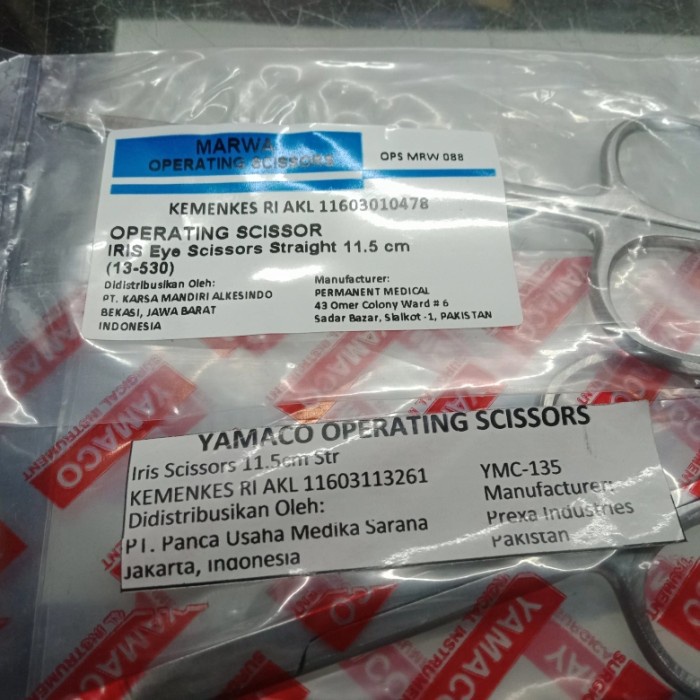 MARWA
OPERATING SCISSORS
OPS MRW 088
KEMENKES RI AKL 11603010478
OPERATING SCISSOR
IRIS Eye Scissors Straight 11.5 cm
(13-530)
Didistribusikan Oleh:
PT. KARSA MANDIRI ALKESINDO
BEKASI, JAWA BARAT
INDONESIA
Manufacturer:
PERMANENT MEDICAL
43 Omer Colony Ward # 6
Sadar Bazar, Sialkot -1, PAKISTAN
YAMACO OPERATING SCISSORS
Iris Scissors 11.5cm Str
KEMENKES RI AKL 11603113261
Didistribusikan Oleh:
PT. Panca Usaha Medika Sarana
Jakarta, Indonesia
YMC-135
Manufacturer:
Prexa Industries
Pakistan
YAMACO
SURGICAL INSTRUMENT
YAMACO
YAMACO
YAMACO